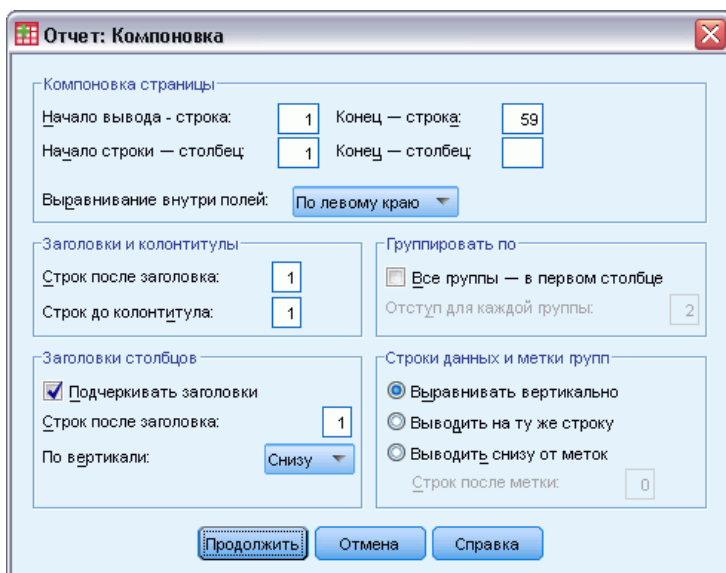 Отчет: Компоновка
Компоновка страницы
Начало вывода - строка: 1 Конец — строка: 59
Начало строки — столбец: 1 Конец — столбец:
Выравнивание внутри полей: По левому краю
Заголовки и колонтитулы
Строк после заголовка: 1
Строк до колонтитула: 1
Группировать по
Все группы — в первом столбце
Отступ для каждой группы: 2
Заголовки столбцов
Подчеркивать заголовки
Строк после заголовка: 1
По вертикали: Снизу
Строки данных и метки групп
Выравнивать вертикально
Выводить на ту же строку
Выводить снизу от меток
Строк после метки: 0
Продолжить Отмена Справка